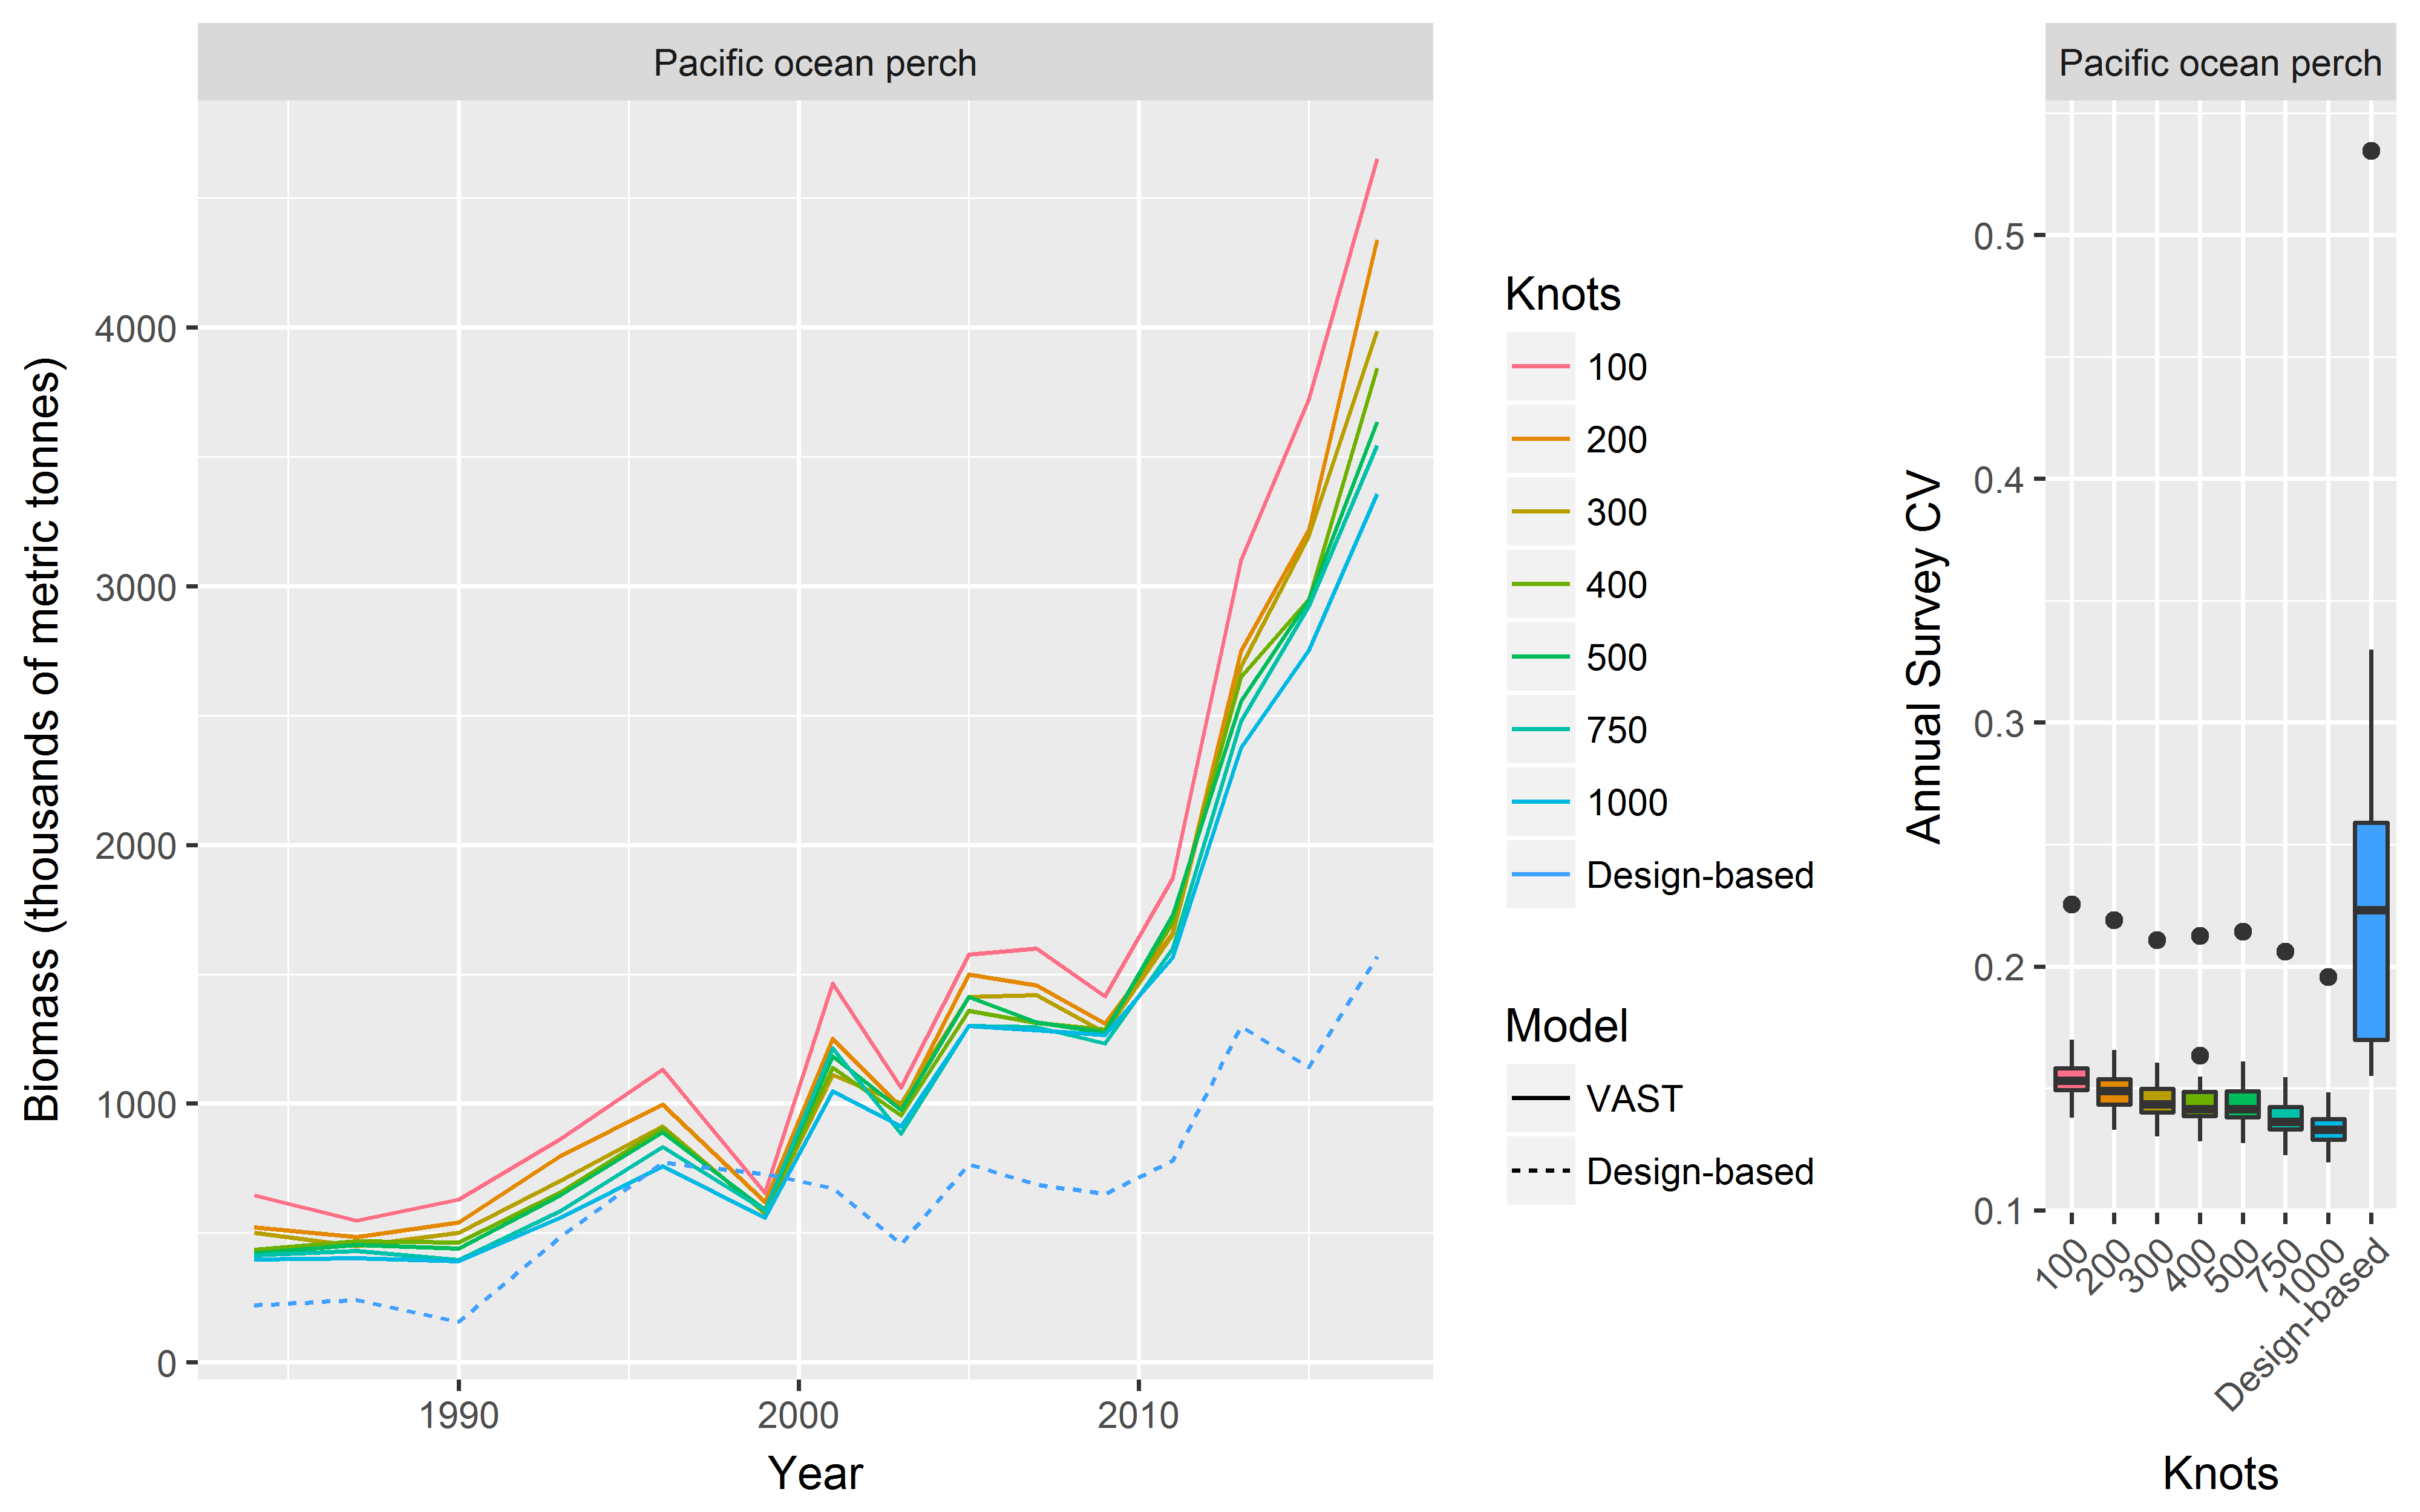 Pacific ocean perch
Biomass (thousands of metric tonnes)
4000
3000
2000
1000
0
1990
2000
2010
Year
Knots
100
200
300
400
500
750
1000
Design-based
Model
VAST
Design-based
Pacific ocean perch
Annual Survey CV
0.5
0.4
0.3
0.2
0.1
100
200
300
400
500
750
1000
Design-based
Knots